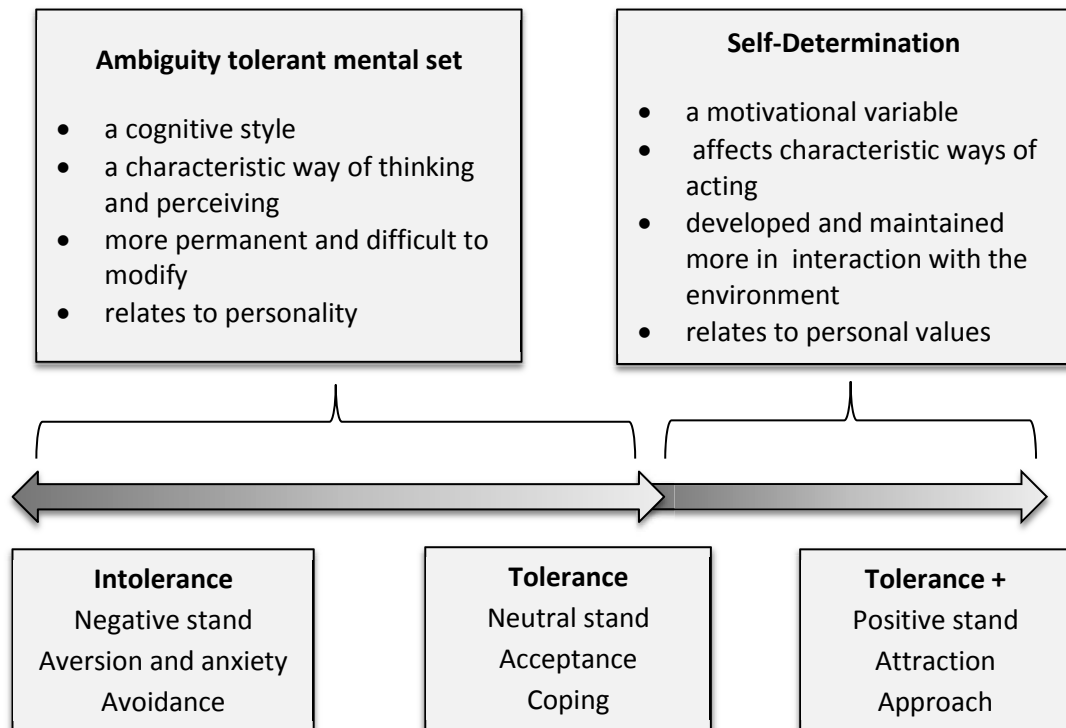 Ambiguity tolerant mental set
• a cognitive style
• a characteristic way of thinking
and perceiving
• more permanent and difficult to
modify
• relates to personality
Self-Determination
• a motivational variable
• affects characteristic ways of
acting
• developed and maintained
more in interaction with the
environment
• relates to personal values
Intolerance
Negative stand
Aversion and anxiety
Avoidance
Tolerance
Neutral stand
Acceptance
Coping
Tolerance +
Positive stand
Attraction
Approach